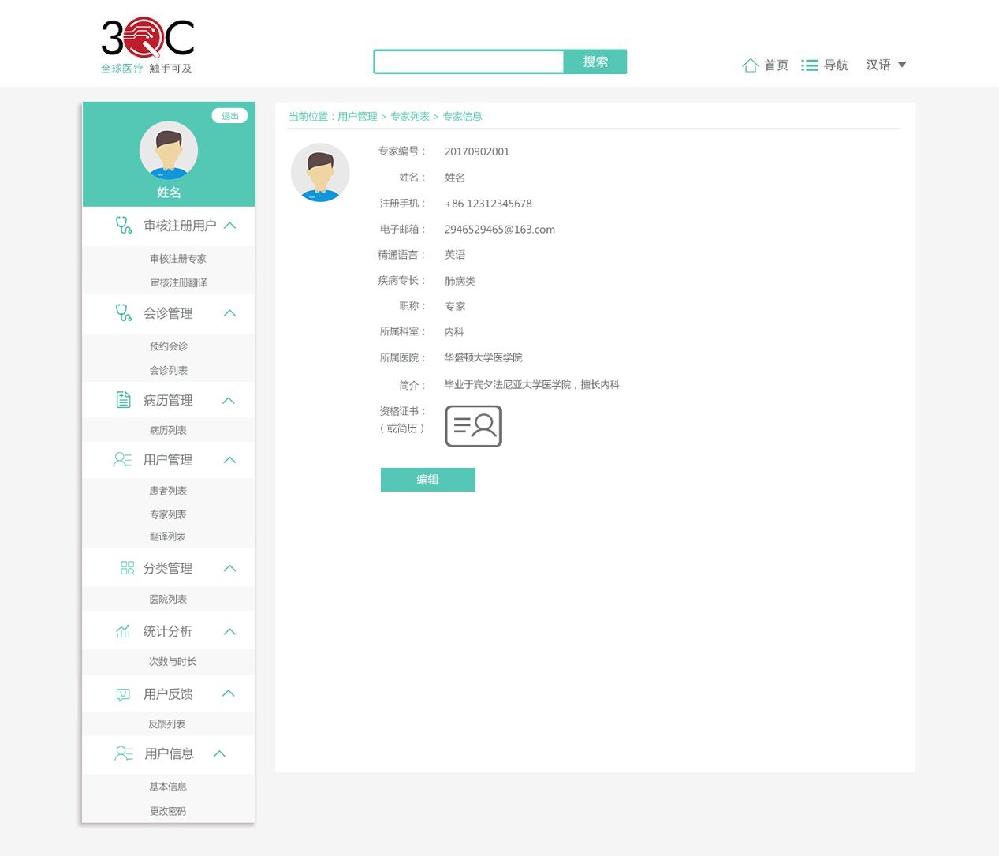 3QC
全球医疗 触手可及
搜索
首页 导航 汉语
退出
姓名
审核注册用户
审核注册专家
审核注册翻译
会诊管理
预约会诊
会诊列表
病历管理
病历列表
用户管理
患者列表
专家列表
翻译列表
分类管理
医院列表
统计分析
次数与时长
用户反馈
反馈列表
用户信息
基本信息
更改密码
当前位置：用户管理 > 专家列表 > 专家信息
专家编号： 20170902001
姓名： 姓名
注册手机： +86 12312345678
电子邮箱： 2946529465@163.com
精通语言： 英语
疾病专长： 肺病类
职称： 专家
所属科室： 内科
所属医院： 华盛顿大学医学院
简介： 毕业于宾夕法尼亚大学医学院，擅长内科
资格证书：
（或简历）
编辑